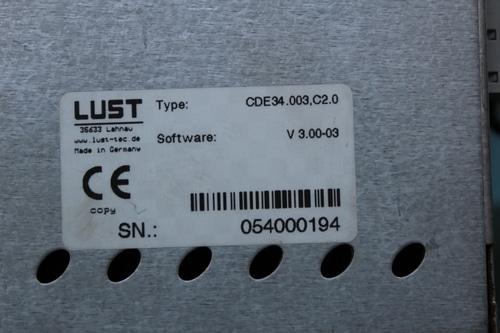 LUST Type: CDE34.003,C2.0
35633 Lahnau
www.lust-tec.de Software: V 3.00-03
Made in Germany
CE
copy
SN.: 054000194